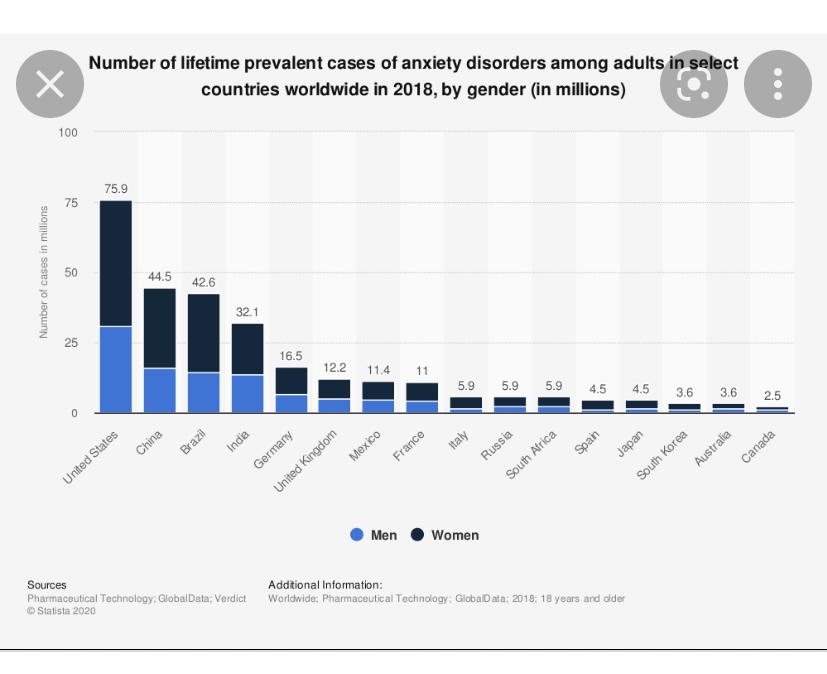 Number of lifetime prevalent cases of anxiety disorders among adults in select
countries worldwide in 2018, by gender (in millions)
Number of cases in millions
100
75
50
25
0
75.9
44.5
42.6
32.1
16.5
12.2
11.4
11
5.9
5.9
5.9
4.5
4.5
3.6
3.6
2.5
United States
China
Brazil
India
Germany
United Kingdom
Mexico
France
Italy
Russia
South Africa
Spain
Japan
South Korea
Australia
Canada
Men
Women
Sources
Pharmaceutical Technology; GlobalData; Verdict
© Statista 2020
Additional Information:
Worldwide; Pharmaceutical Technology; GlobalData; 2018; 18 years and older